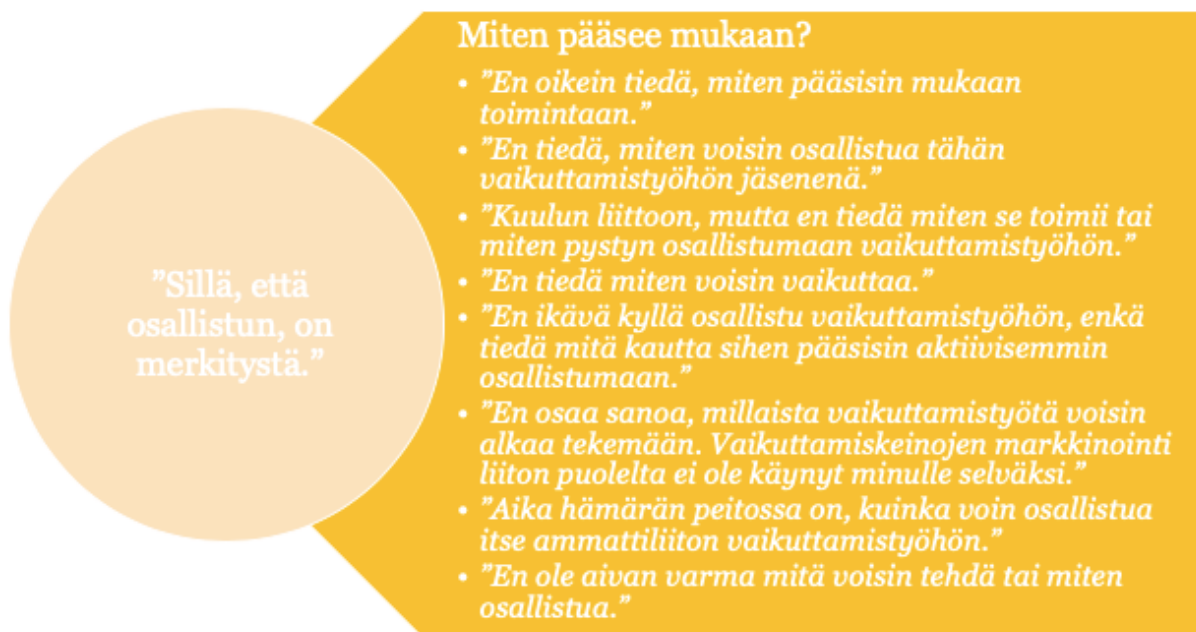 "Sillä, että
osallistun, on
merkitystä."
Miten pääsee mukaan?
• "En oikein tiedä, miten pääsisin mukaan
toimintaan."
• "En tiedä, miten voisin osallistua tähän
vaikuttamistyöhön jäsenenä."
• "Kuulun liittoon, mutta en tiedä miten se toimii tai
miten pystyn osallistumaan vaikuttamistyöhön."
• "En tiedä miten voisin vaikuttaa."
• "En ikävä kyllä osallistu vaikuttamistyöhön, enkä
tiedä mitä kautta sihen pääsisin aktiivisemmin
osallistumaan."
• "En osaa sanoa, millaista vaikuttamistyötä voisin
alkaa tekemään. Vaikuttamiskeinojen markkinointi
liiton puolelta ei ole käynyt minulle selväksi."
• "Aika hämärän peitossa on, kuinka voin osallistua
itse ammattiliiton vaikuttamistyöhön."
• "En ole aivan varma mitä voisin tehdä tai miten
osallistua."